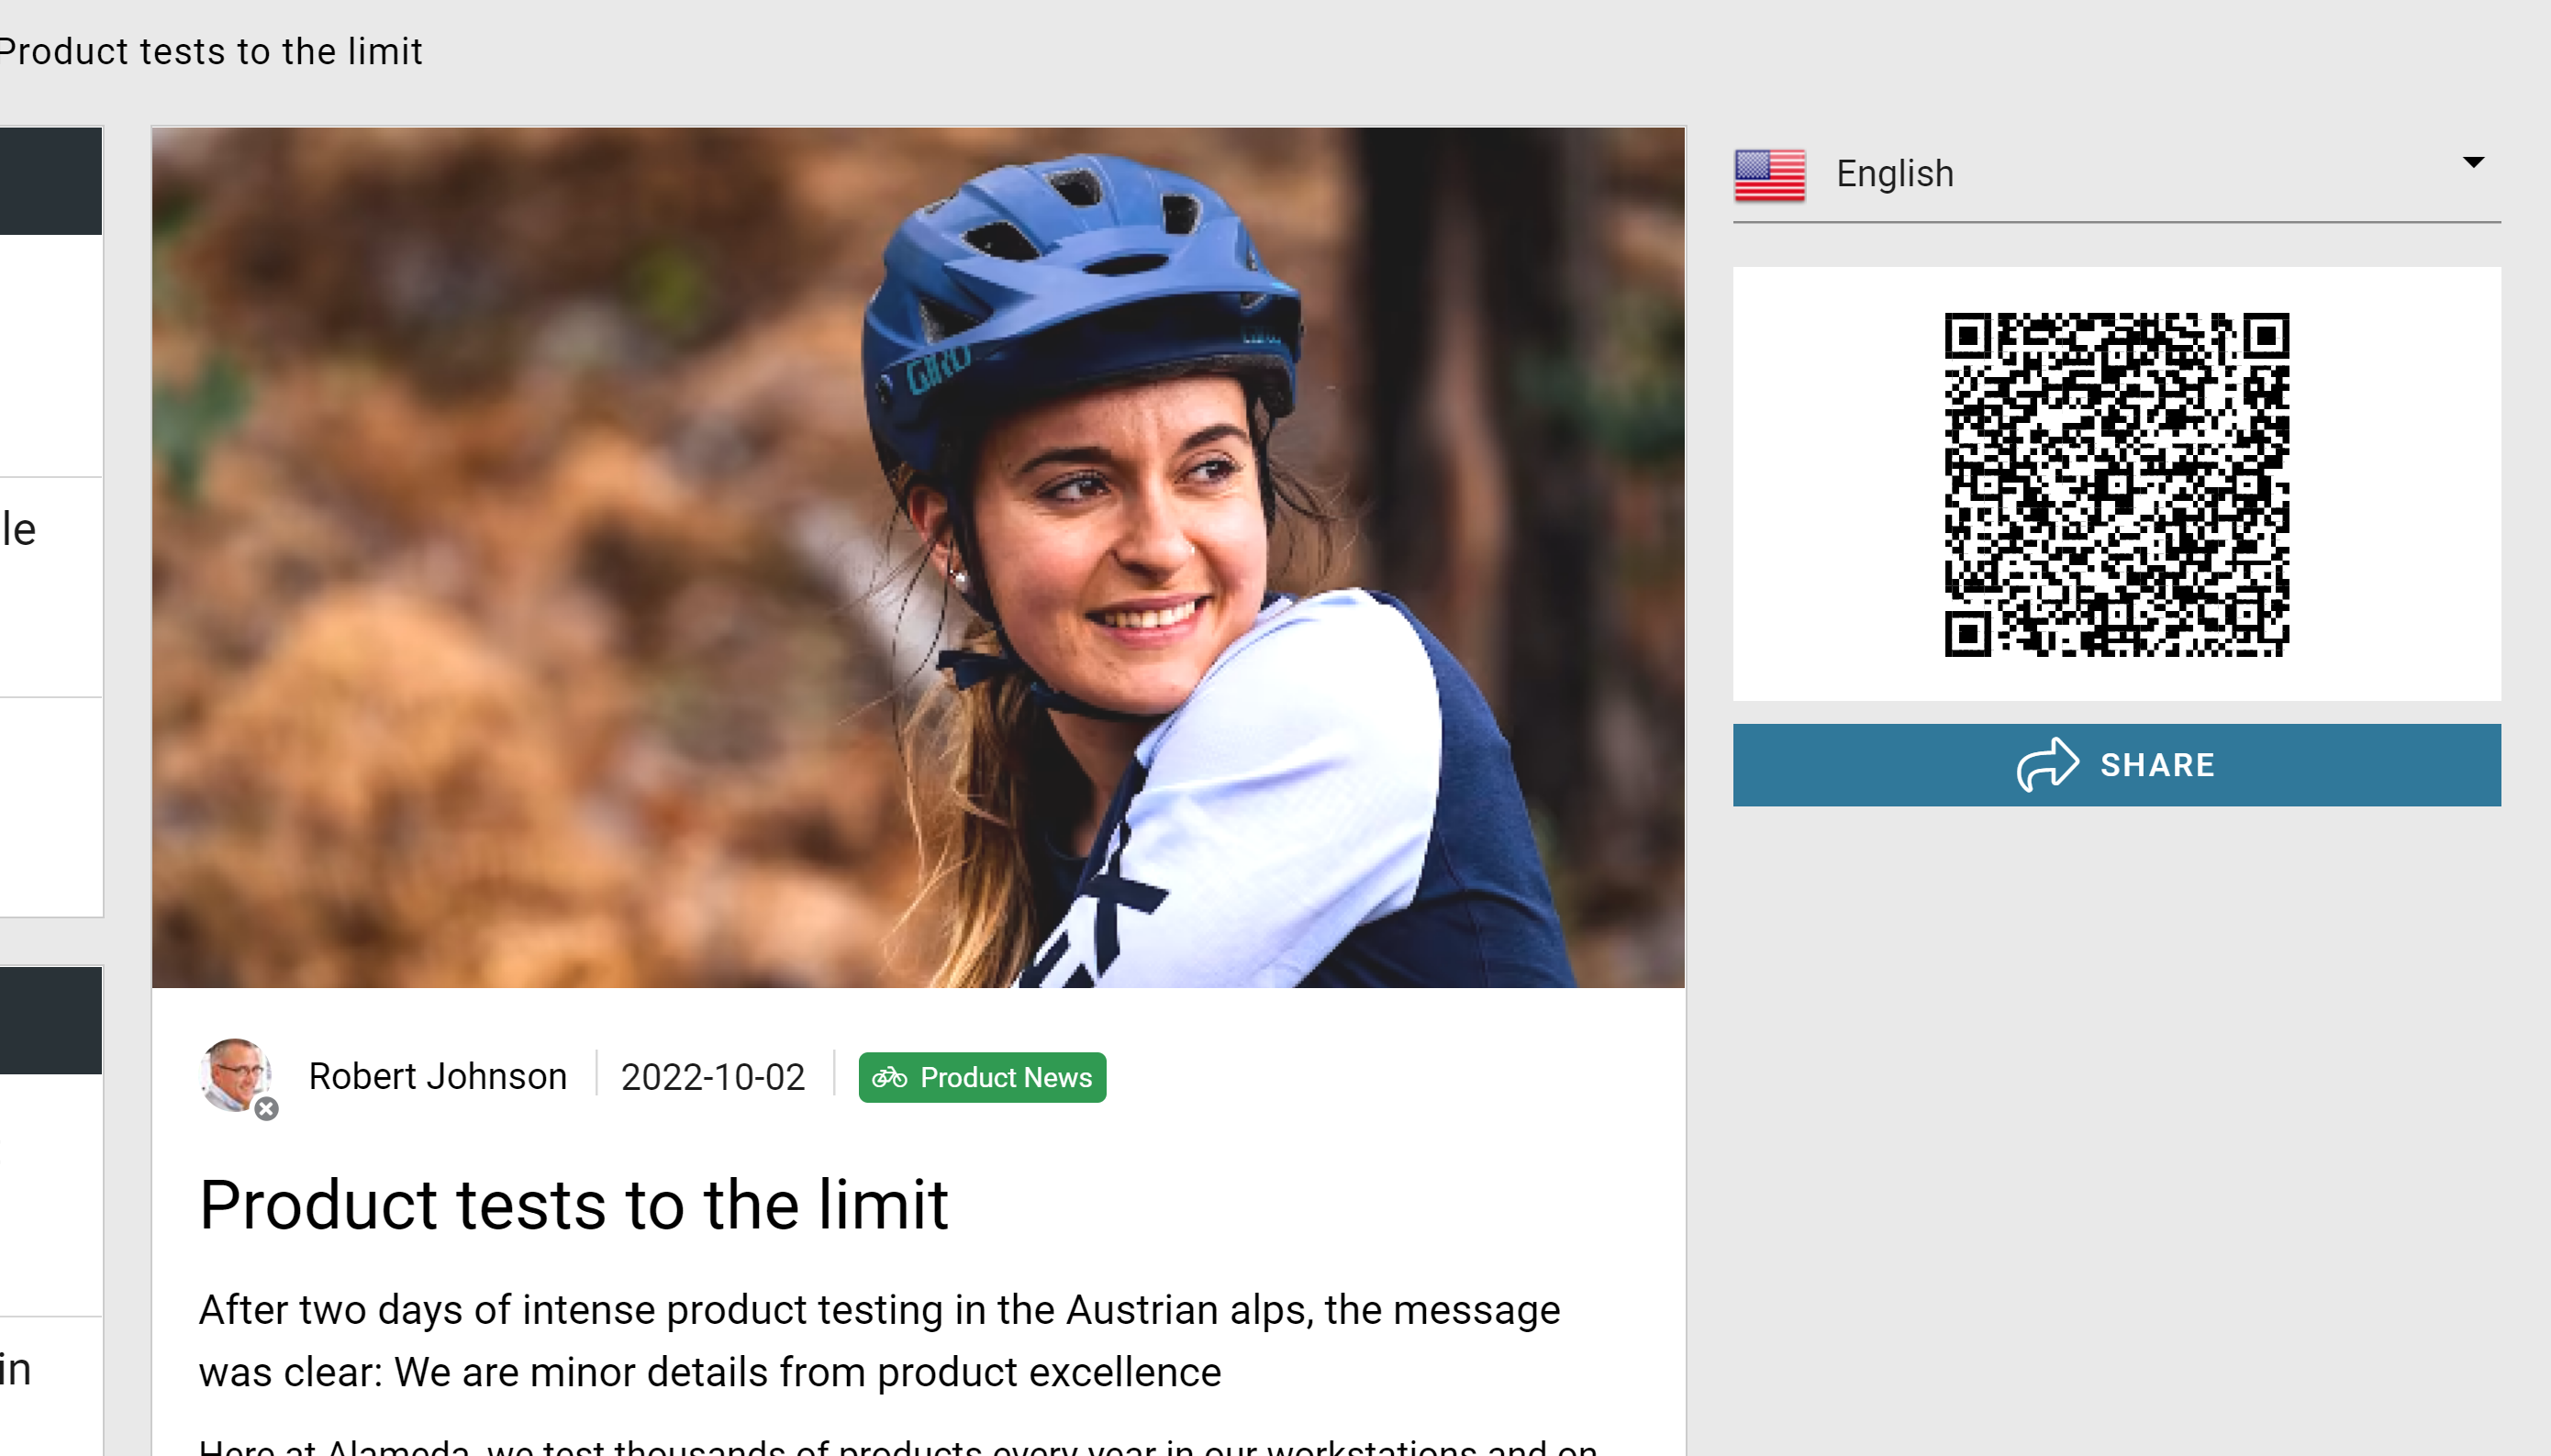 Product tests to the limit
English
le
GIRO
EX
SHARE
Robert Johnson
2022-10-02
Product News
Product tests to the limit
in
After two days of intense product testing in the Austrian alps, the message
was clear: We are minor details from product excellence
Here at Alameda, we test thousands of products every year in our workstations and on